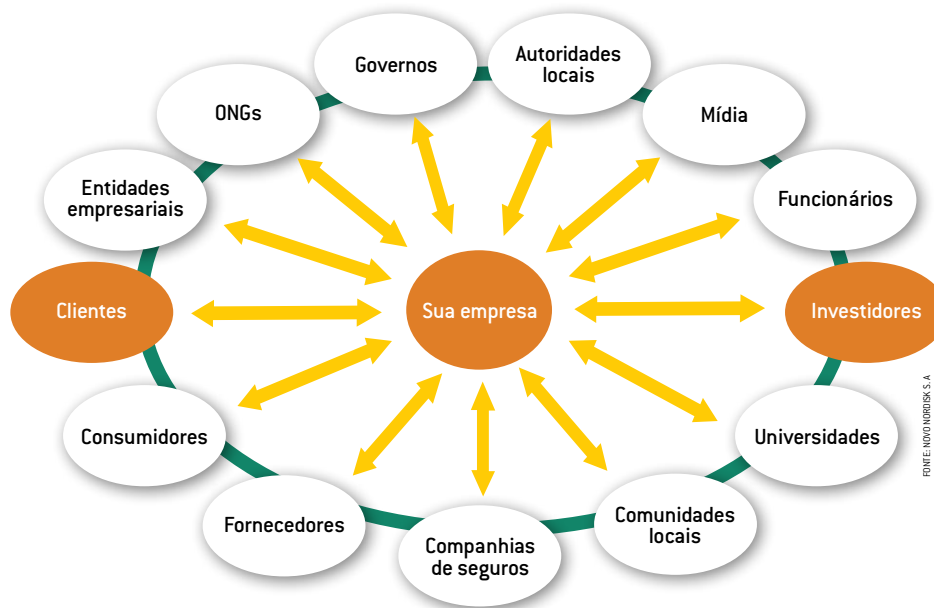 Governos
Autoridades
locais
ONGs
Mídia
Entidades
empresariais
Funcionários
Clientes
Sua empresa
Investidores
Consumidores
Universidades
Fornecedores
Companhias
de seguros
Comunidades
locais
FONTE: NOVO NORDISK S. A